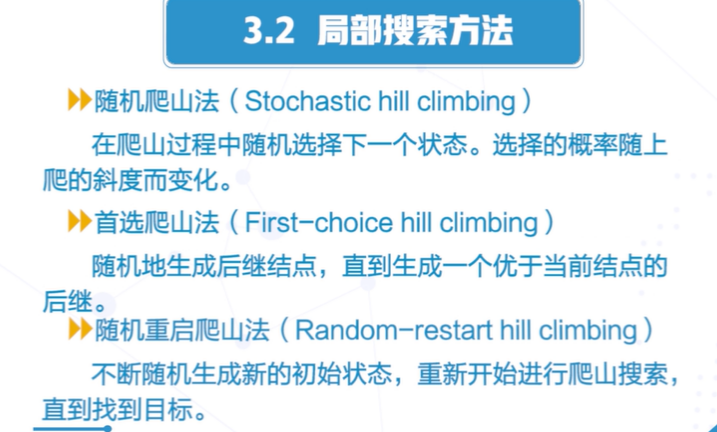 3.2 局部搜索方法
随机爬山法（Stochastic hill climbing）
在爬山过程中随机选择下一个状态。选择的概率随上
爬的斜度而变化。
首选爬山法（First-choice hill climbing）
随机地生成后继结点，直到生成一个优于当前结点的
后继。
随机重启爬山法（Random-restart hill climbing）
不断随机生成新的初始状态，重新开始进行爬山搜索，
直到找到目标。